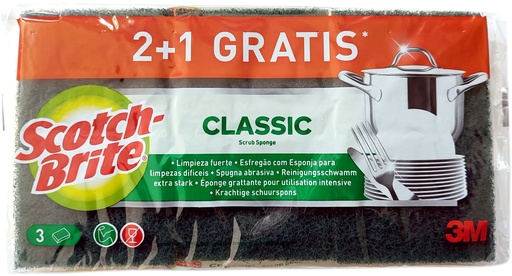 2+1 GRATIS*
Scotch-
Brite
CLASSIC
Scrub Sponge
• Limpieza fuerte • Esfregão com Esponja para
limpezas difíceis • Spugna abrasiva • Reinigungsschwamm
extra stark • Éponge grattante pour utilisation intensive
• Krachtige schuurspons
3
3M